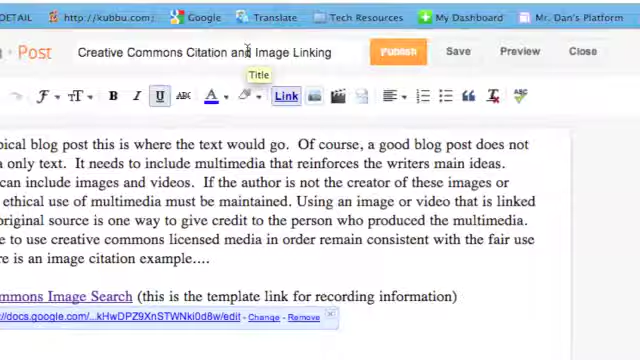 DETAIL http://kubbu.com/ Google Translate Tech Resources My Dashboard Mr. Dan's Platform
· Post Creative Commons Citation and Image Linking Publish Save Preview Close
Title
F TT B I U ABC A Link T ABC
pical blog post this is where the text would go. Of course, a good blog post does not
a only text. It needs to include multimedia that reinforces the writers main ideas.
can include images and videos. If the author is not the creator of these images or
ethical use of multimedia must be maintained. Using an image or video that is linked
original source is one way to give credit to the person who produced the multimedia.
e to use creative commons licensed media in order remain consistent with the fair use
re is an image citation example....
mmons Image Search (this is the template link for recording information)
//docs.google.com/...kHwDPZ9XnSTWNki0d8w/edit - Change - Remove